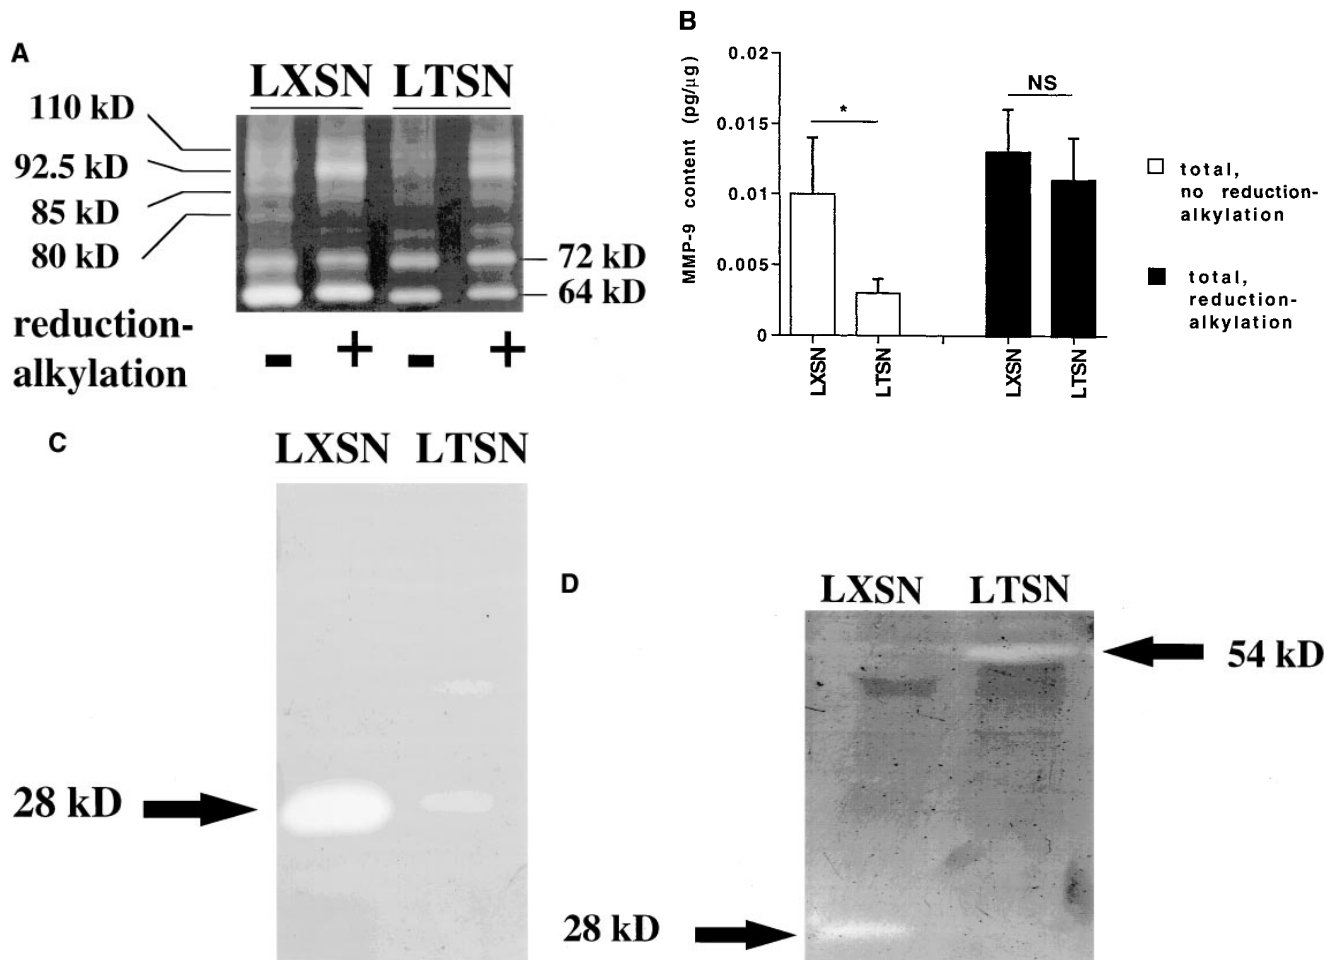 A
LXSN LTSN
110 kD
92.5 kD
85 kD
80 kD
72 kD
64 kD
reduction-
alkylation
- + - +
B
MMP-9 content (pg/µg)
0.02
0.015
0.01
0.005
0
*
NS
LXSN
LTSN
LXSN
LTSN
total,
no reduction-
alkylation
total,
reduction-
alkylation
C
LXSN LTSN
28 kD
D
LXSN LTSN
54 kD
28 kD